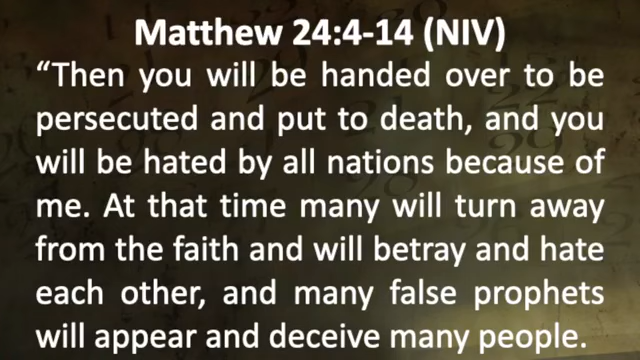 Matthew 24:4-14 (NIV)
“Then you will be handed over to be
persecuted and put to death, and you
will be hated by all nations because of
me. At that time many will turn away
from the faith and will betray and hate
each other, and many false prophets
will appear and deceive many people.